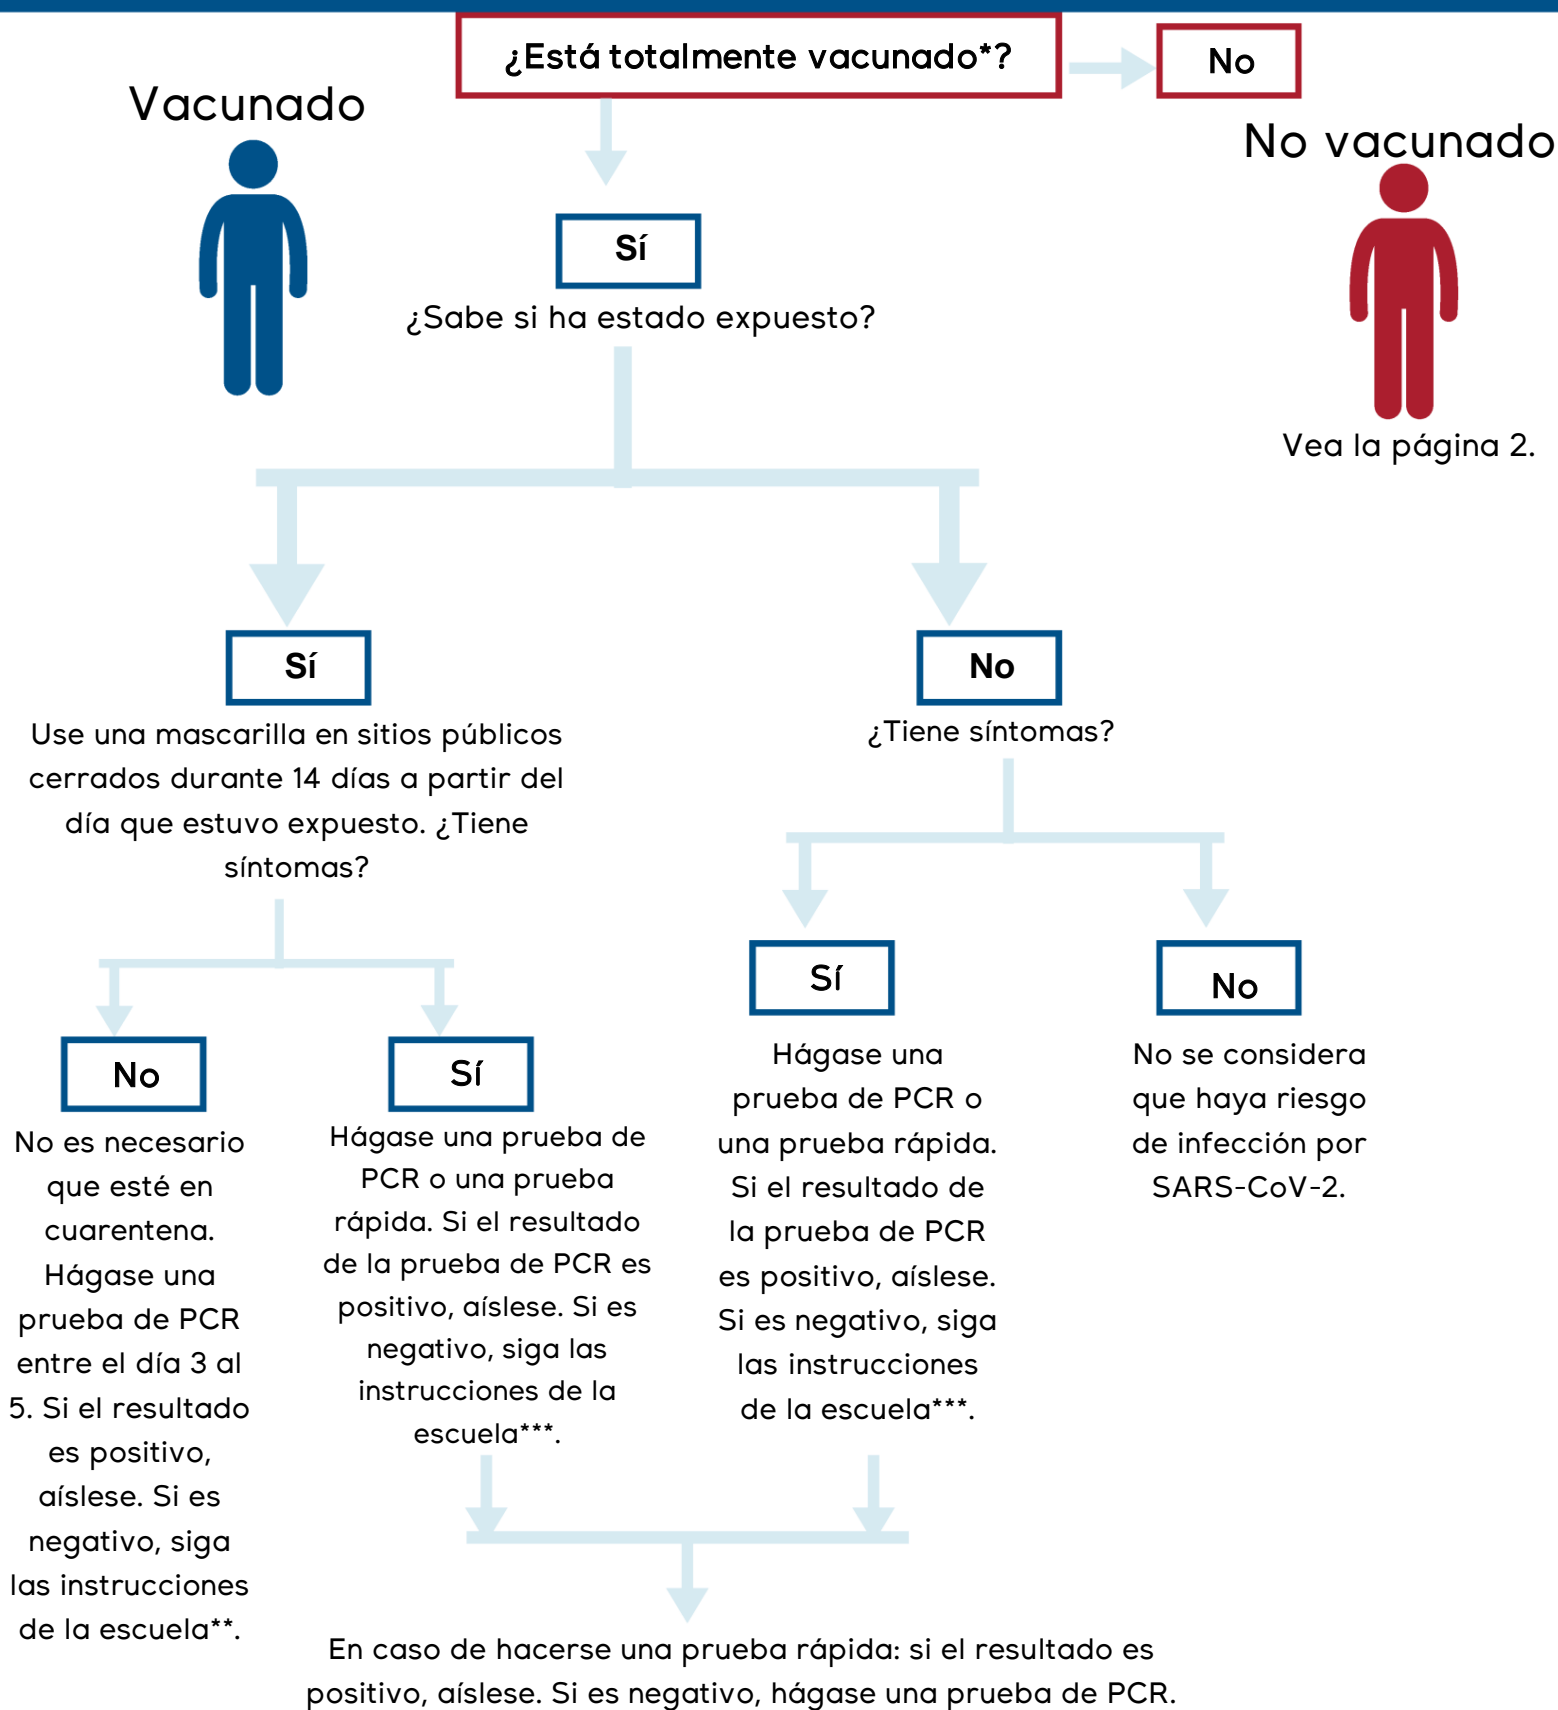 ¿Está totalmente vacunado*?
No
Vacunado
No vacunado
Sí
¿Sabe si ha estado expuesto?
Vea la página 2.
Sí
Use una mascarilla en sitios públicos
cerrados durante 14 días a partir del
día que estuvo expuesto. ¿Tiene
síntomas?
No
¿Tiene síntomas?
No
No es necesario
que esté en
cuarentena.
Hágase una
prueba de PCR
entre el día 3 al
5. Si el resultado
es positivo,
aíslese. Si es
negativo, siga
las instrucciones
de la escuela**.
Sí
Hágase una prueba de
PCR o una prueba
rápida. Si el resultado
de la prueba de PCR es
positivo, aíslese. Si es
negativo, siga las
instrucciones de la
escuela***.
Sí
Hágase una
prueba de PCR o
una prueba rápida.
Si el resultado de
la prueba de PCR
es positivo, aíslese.
Si es negativo, siga
las instrucciones
de la escuela***.
No
No se considera
que haya riesgo
de infección por
SARS-CoV-2.
En caso de hacerse una prueba rápida: si el resultado es
positivo, aíslese. Si es negativo, hágase una prueba de PCR.